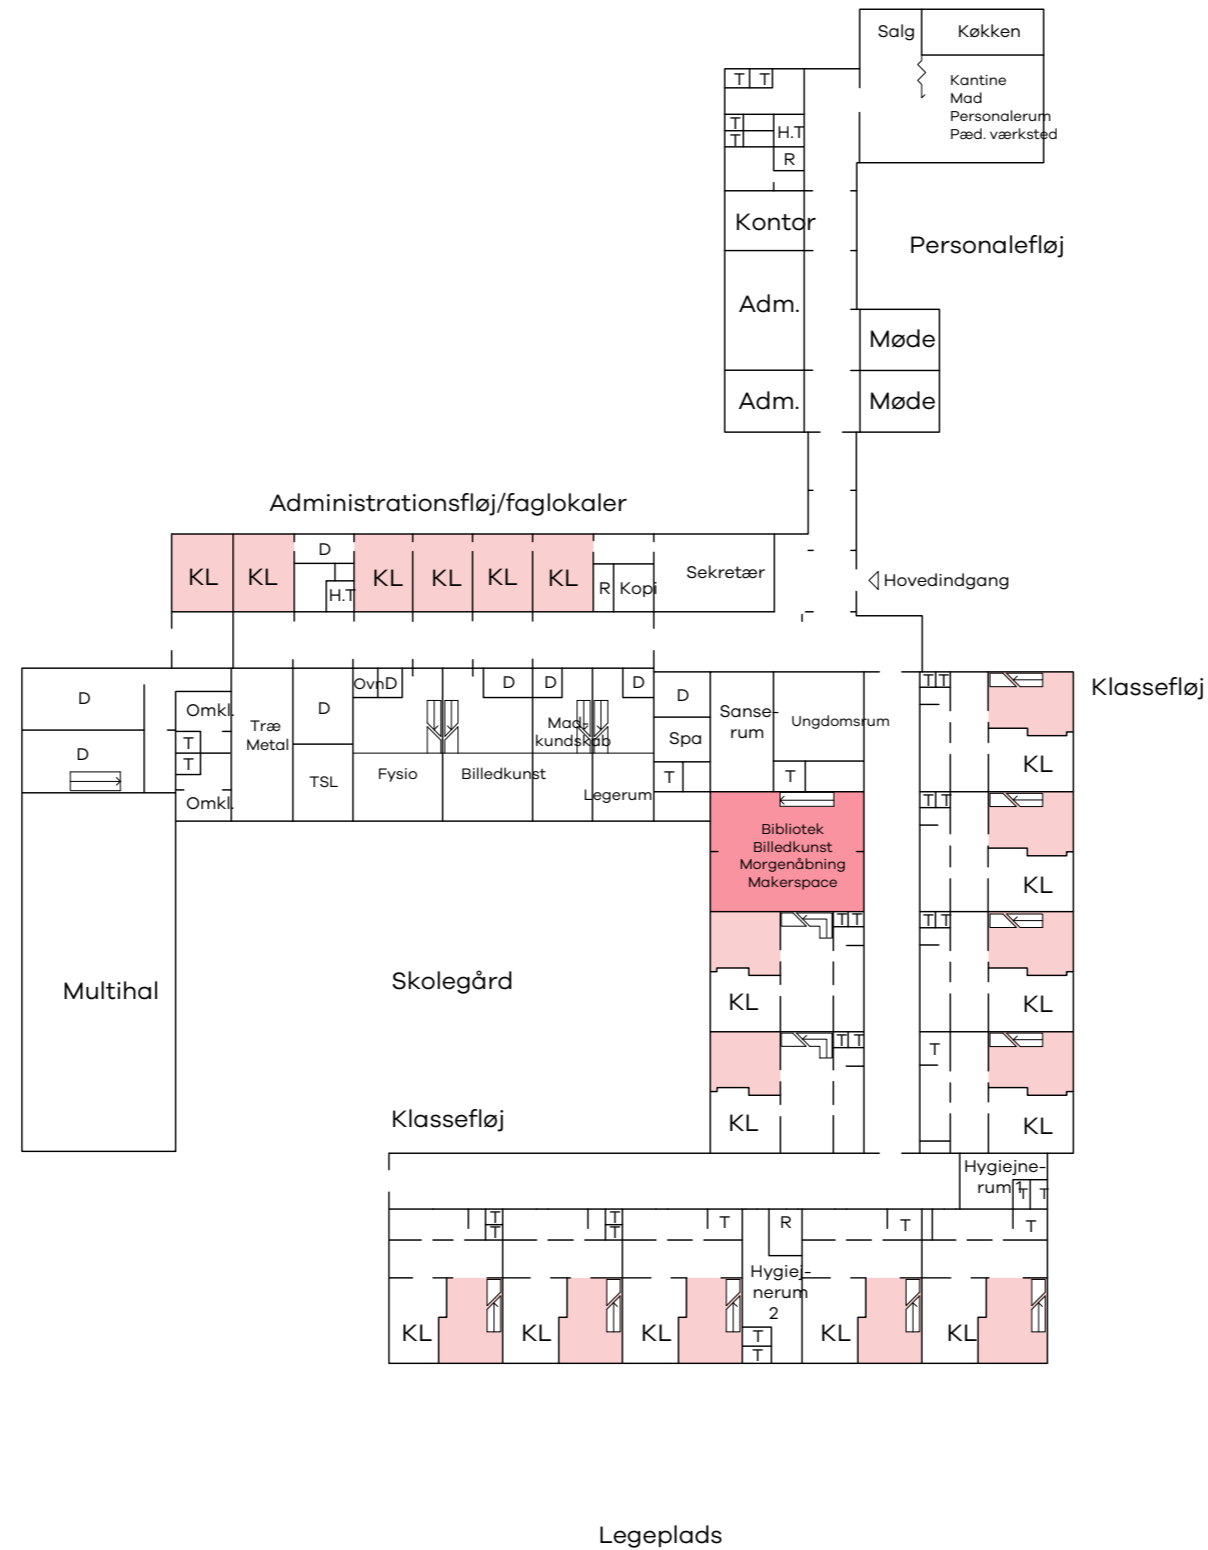 Salg
Køkken
Kantine
Mad
Personalerum
Pæd. værksted
T
T
T
T
H.T
R
Kontor
Personalefløj
Adm.
Møde
Adm.
Møde
Administrationsfløj/faglokaler
KL
KL
D
H.T
KL
KL
KL
KL
R
Kopi
Sekretær
Hovedindgang
D
D
Omkl.
T
T
Omkl.
Træ
Metal
D
TSL
Ovn
D
Fysio
D
Billedkunst
D
Mad-
kundskab
D
Legerum
D
Spa
T
Sanse-
rum
Ungdomsrum
T
T
T
KL
Klassefløj
Bibliotek
Billedkunst
Morgenåbning
Makerspace
T
T
KL
Multihal
Skolegård
T
T
KL
T
T
KL
T
T
KL
T
KL
Klassefløj
Hygiejne-
rum 1
T
T
T
T
T
T
T
R
T
T
Hygiej-
nerum
2
T
T
KL
KL
KL
KL
KL
Legeplads